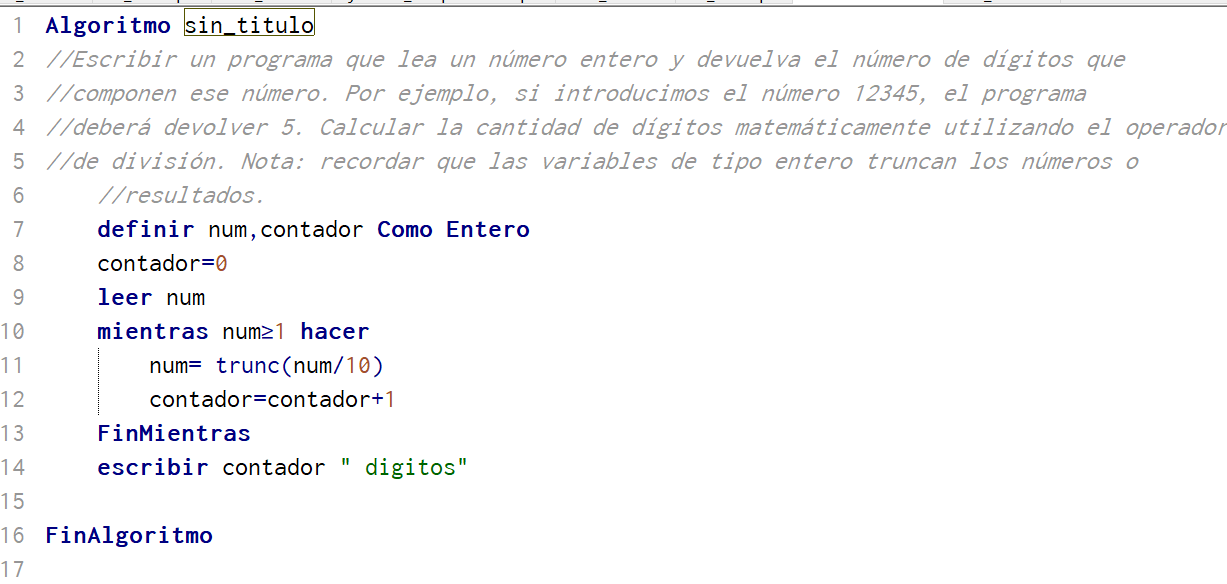 1 Algoritmo sin_titulo
2 //Escribir un programa que lea un número entero y devuelva el número de dígitos que
3 //componen ese número. Por ejemplo, si introducimos el número 12345, el programa
4 //deberá devolver 5. Calcular la cantidad de dígitos matemáticamente utilizando el operador
5 //de división. Nota: recordar que las variables de tipo entero truncan los números o
6 //resultados.
7 definir num,contador Como Entero
8 contador=0
9 leer num
10 mientras num≥1 hacer
11 num= trunc(num/10)
12 contador=contador+1
13 FinMientras
14 escribir contador " digitos"
15
16 FinAlgoritmo
17